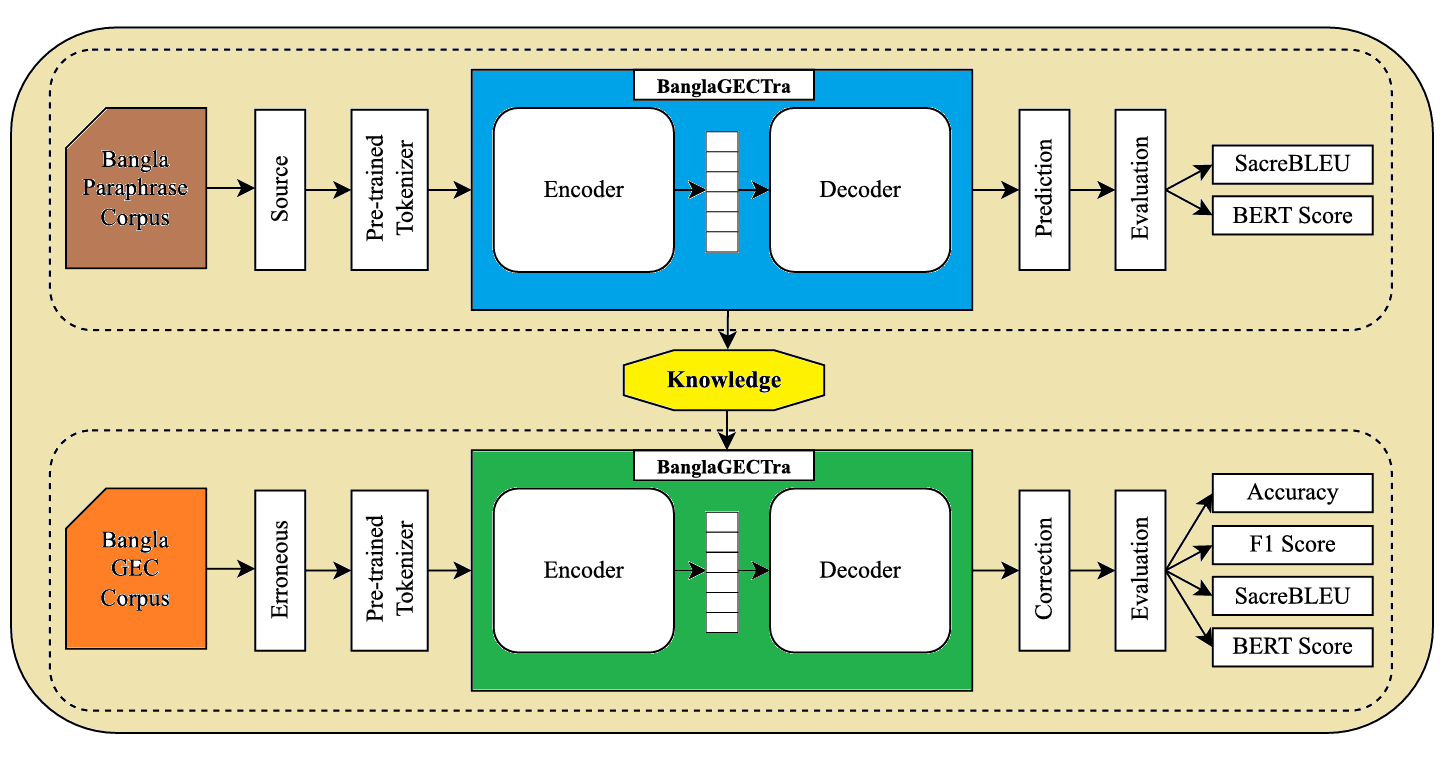 BanglaGECTra
Bangla
Paraphrase
Corpus
Source
Pre-trained
Tokenizer
Encoder
Decoder
Prediction
Evaluation
SacreBLEU
BERT Score
Knowledge
BanglaGECTra
Bangla
GEC
Corpus
Erroneous
Pre-trained
Tokenizer
Encoder
Decoder
Correction
Evaluation
Accuracy
F1 Score
SacreBLEU
BERT Score